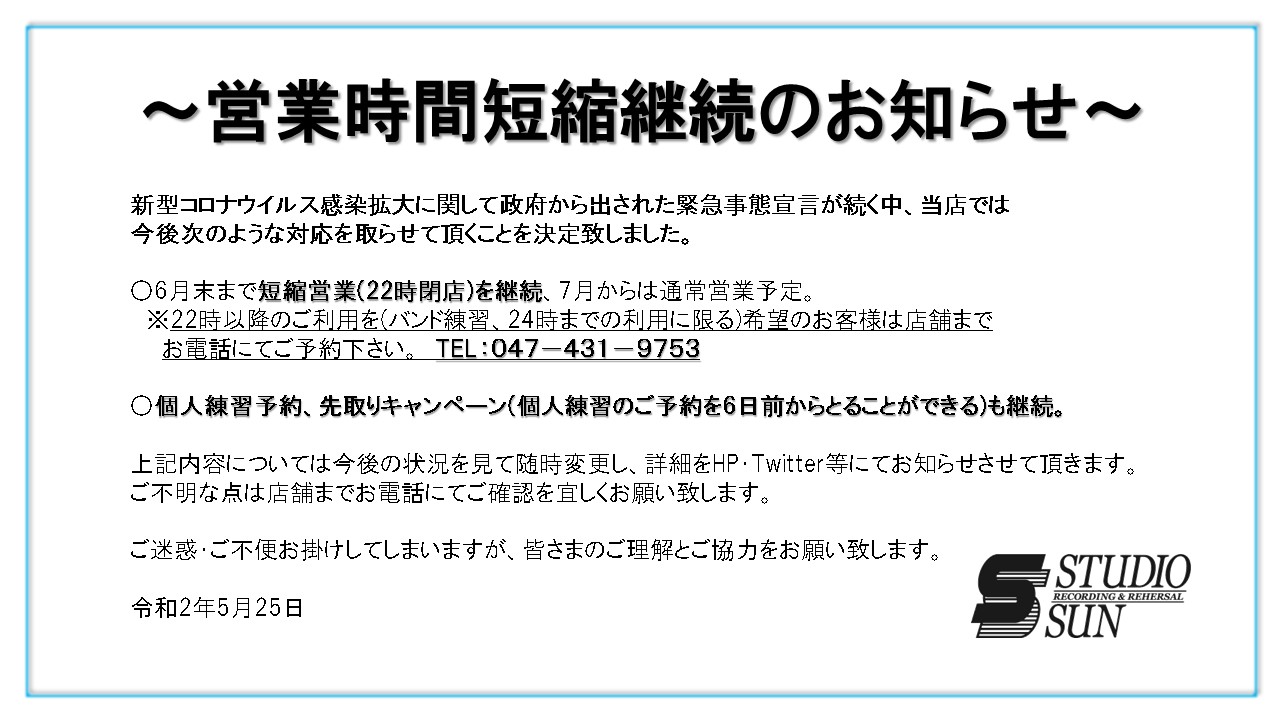 ～営業時間短縮継続のお知らせ～
新型コロナウイルス感染拡大に関して政府から出された緊急事態宣言が続く中、当店では
今後次のような対応を取らせて頂くことを決定致しました。
○6月末まで短縮営業(22時閉店)を継続、7月からは通常営業予定。
※22時以降のご利用を(バンド練習、24時までの利用に限る)希望のお客様は店舗まで
お電話にてご予約下さい。 TEL：047－431－9753
○個人練習予約、先取りキャンペーン(個人練習のご予約を6日前からとることができる)も継続。
上記内容については今後の状況を見て随時変更し、詳細をHP･Twitter等にてお知らせさせて頂きます。
ご不明な点は店舗までお電話にてご確認を宜しくお願い致します。
ご迷惑･ご不便お掛けしてしまいますが、皆さまのご理解とご協力をお願い致します。
令和2年5月25日
STUDIO
RECORDING & REHERSAL
SUN